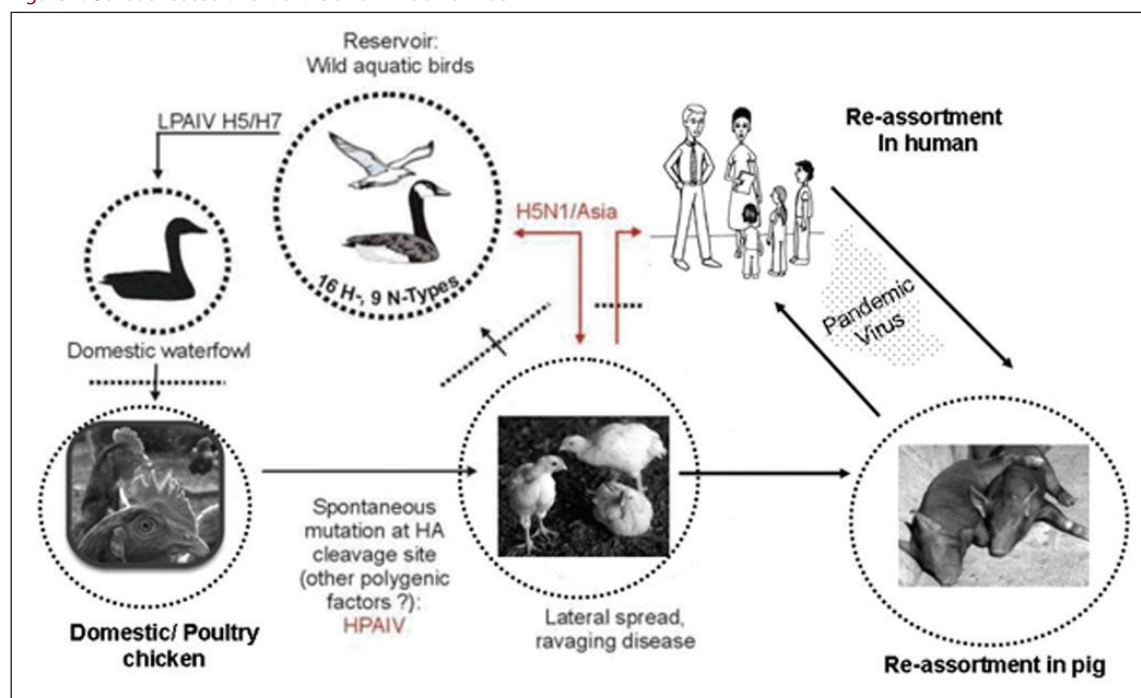 Reservoir:
Wild aquatic birds
LPAIV H5/H7
16 H-, 9 N-Types
H5N1/Asia
Re-assortment
In human
Pandemic
Virus
Domestic waterfowl
Spontaneous
mutation at HA
cleavage site
(other polygenic
factors ?):
HPAIV
Domestic/ Poultry
chicken
Lateral spread,
ravaging disease
Re-assortment in pig